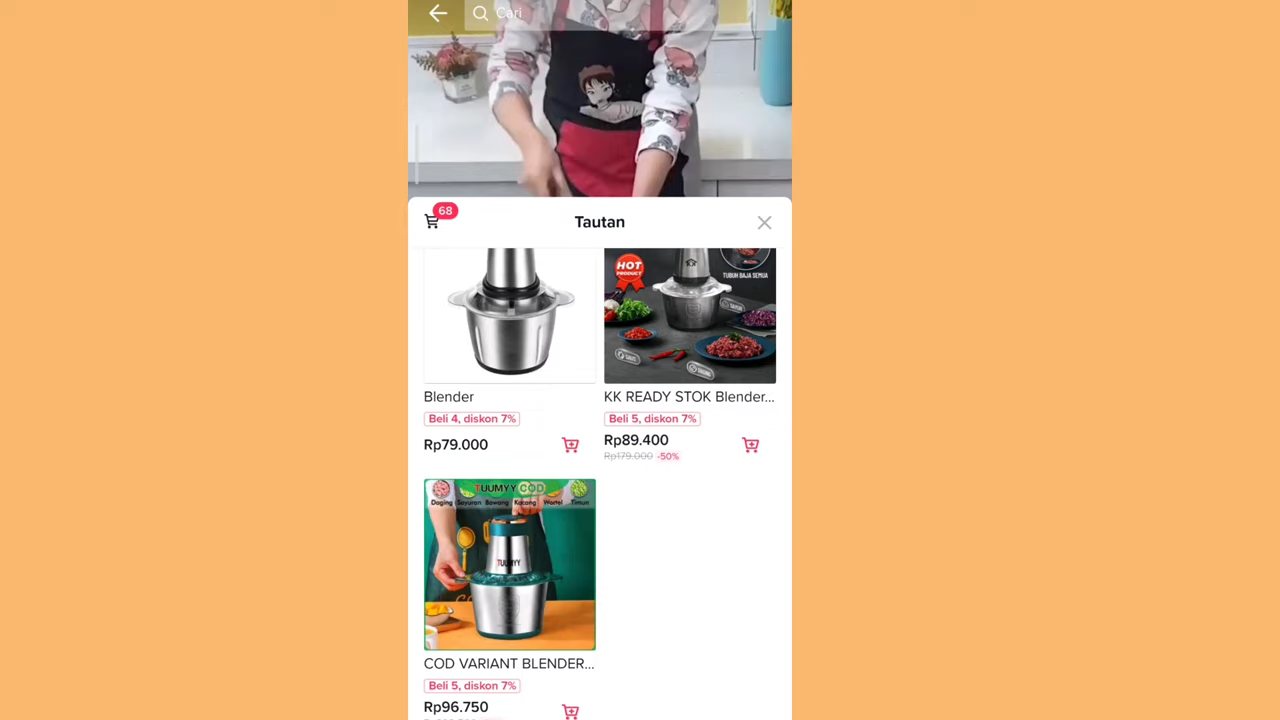 Cari
68
Tautan
HOT
PRODUCT
TUBUH BAJA SEMUA
SAYUR
DAGING
Blender
KK READY STOK Blender...
Beli 4, diskon 7%
Beli 5, diskon 7%
Rp79.000
Rp89.400
Rp179.000 -50%
TUUMYY COD
Daging Sayuran Bawang Kacang Wortel Timun
TUUMYY
COD VARIANT BLENDER...
Beli 5, diskon 7%
Rp96.750